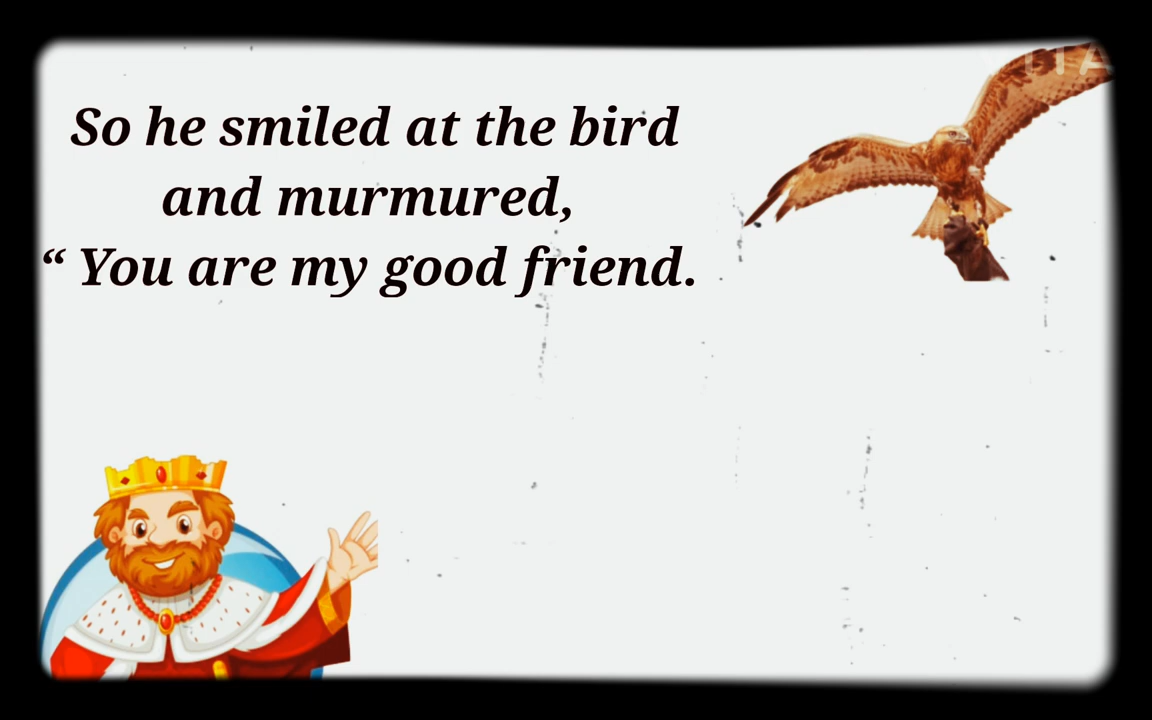 So he smiled at the bird
and murmured,
“ You are my good friend.